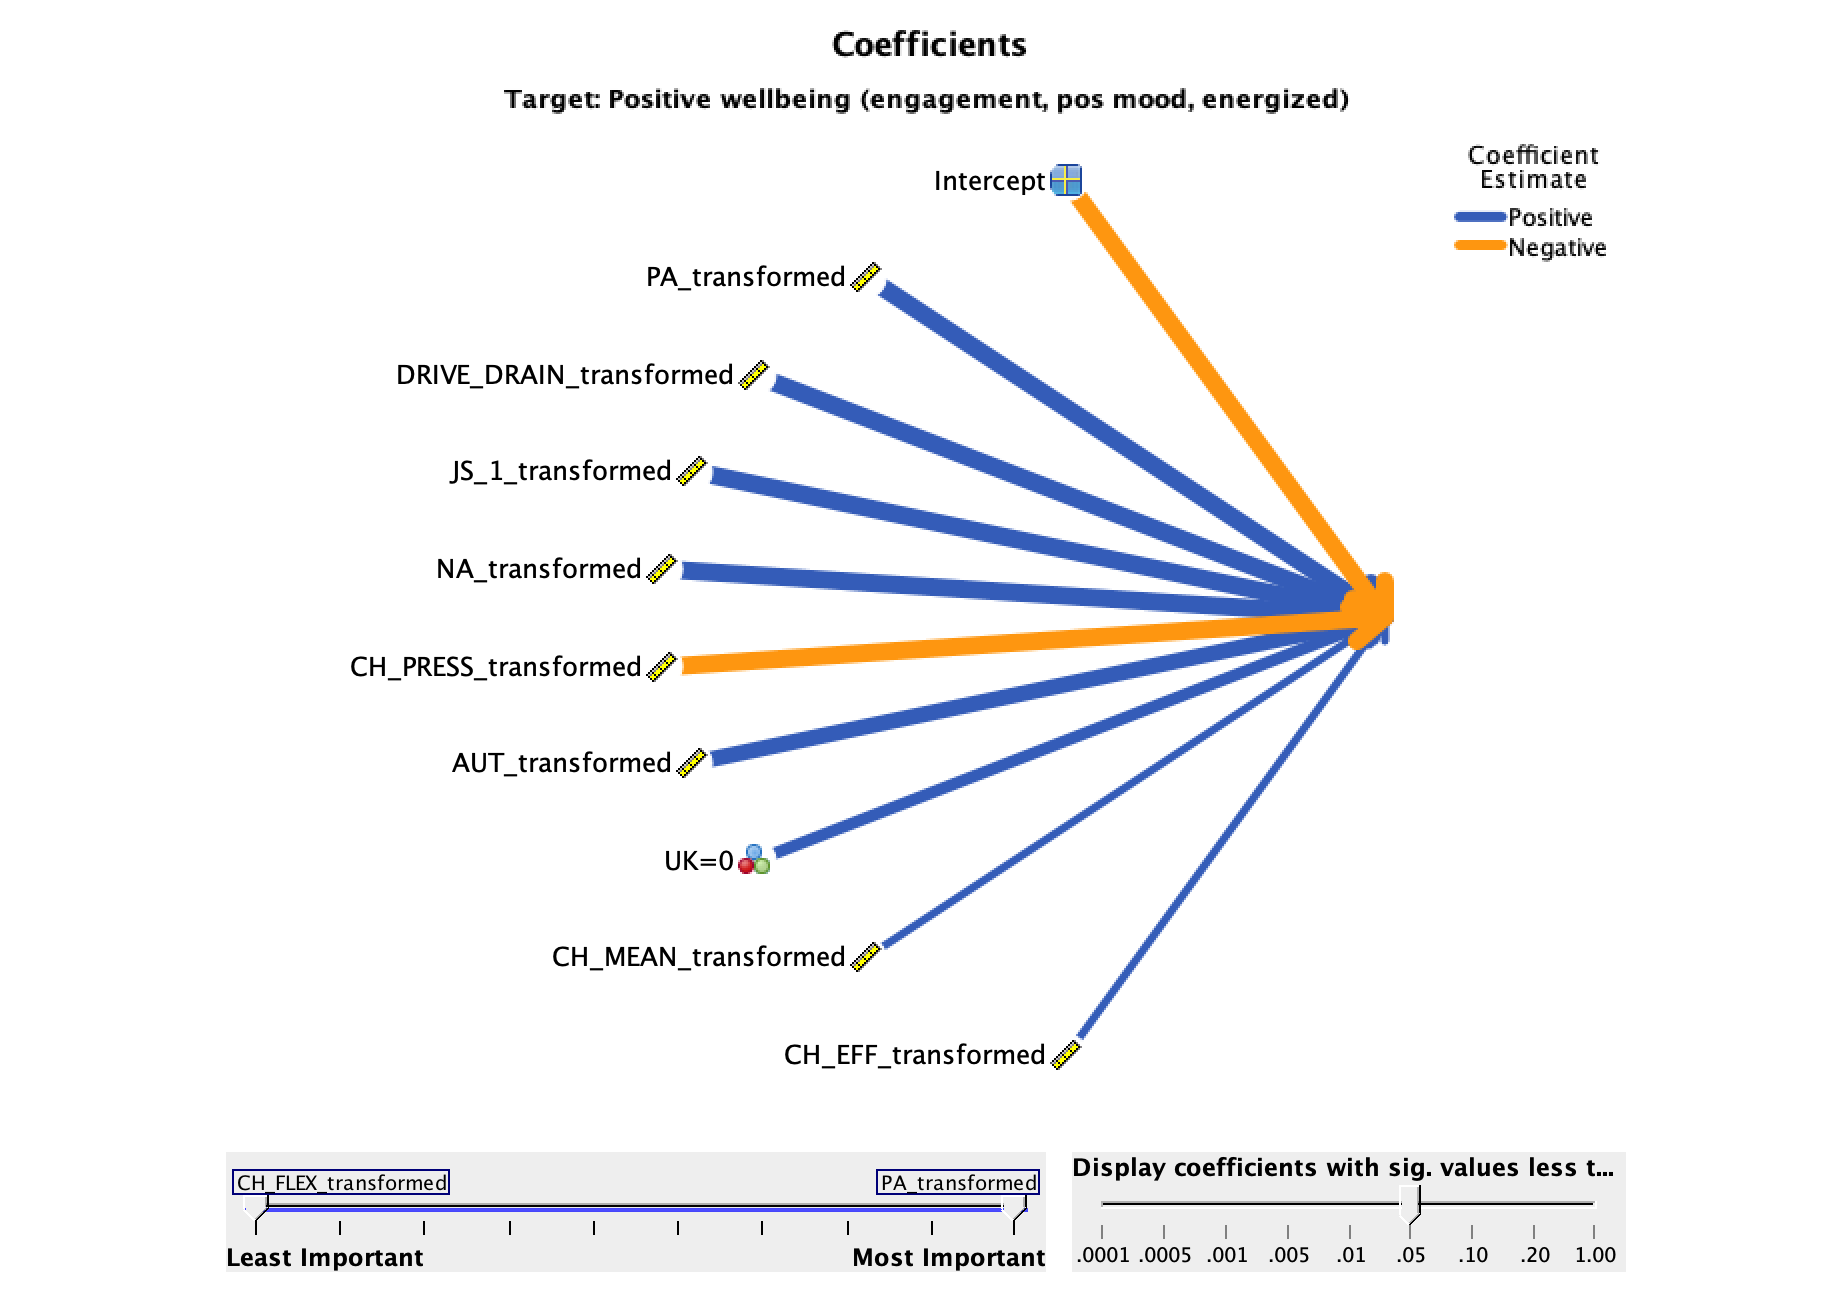 Coefficients
Target: Positive wellbeing (engagement, pos mood, energized)
Coefficient
Estimate
Positive
Negative
Intercept
PA_transformed
DRIVE_DRAIN_transformed
JS_1_transformed
NA_transformed
CH_PRESS_transformed
AUT_transformed
UK=0
CH_MEAN_transformed
CH_EFF_transformed
CH_FLEX_transformed
PA_transformed
Least Important
Most Important
Display coefficients with sig. values less t...
.0001 .0005 .001 .005 .01 .05 .10 .20 1.00